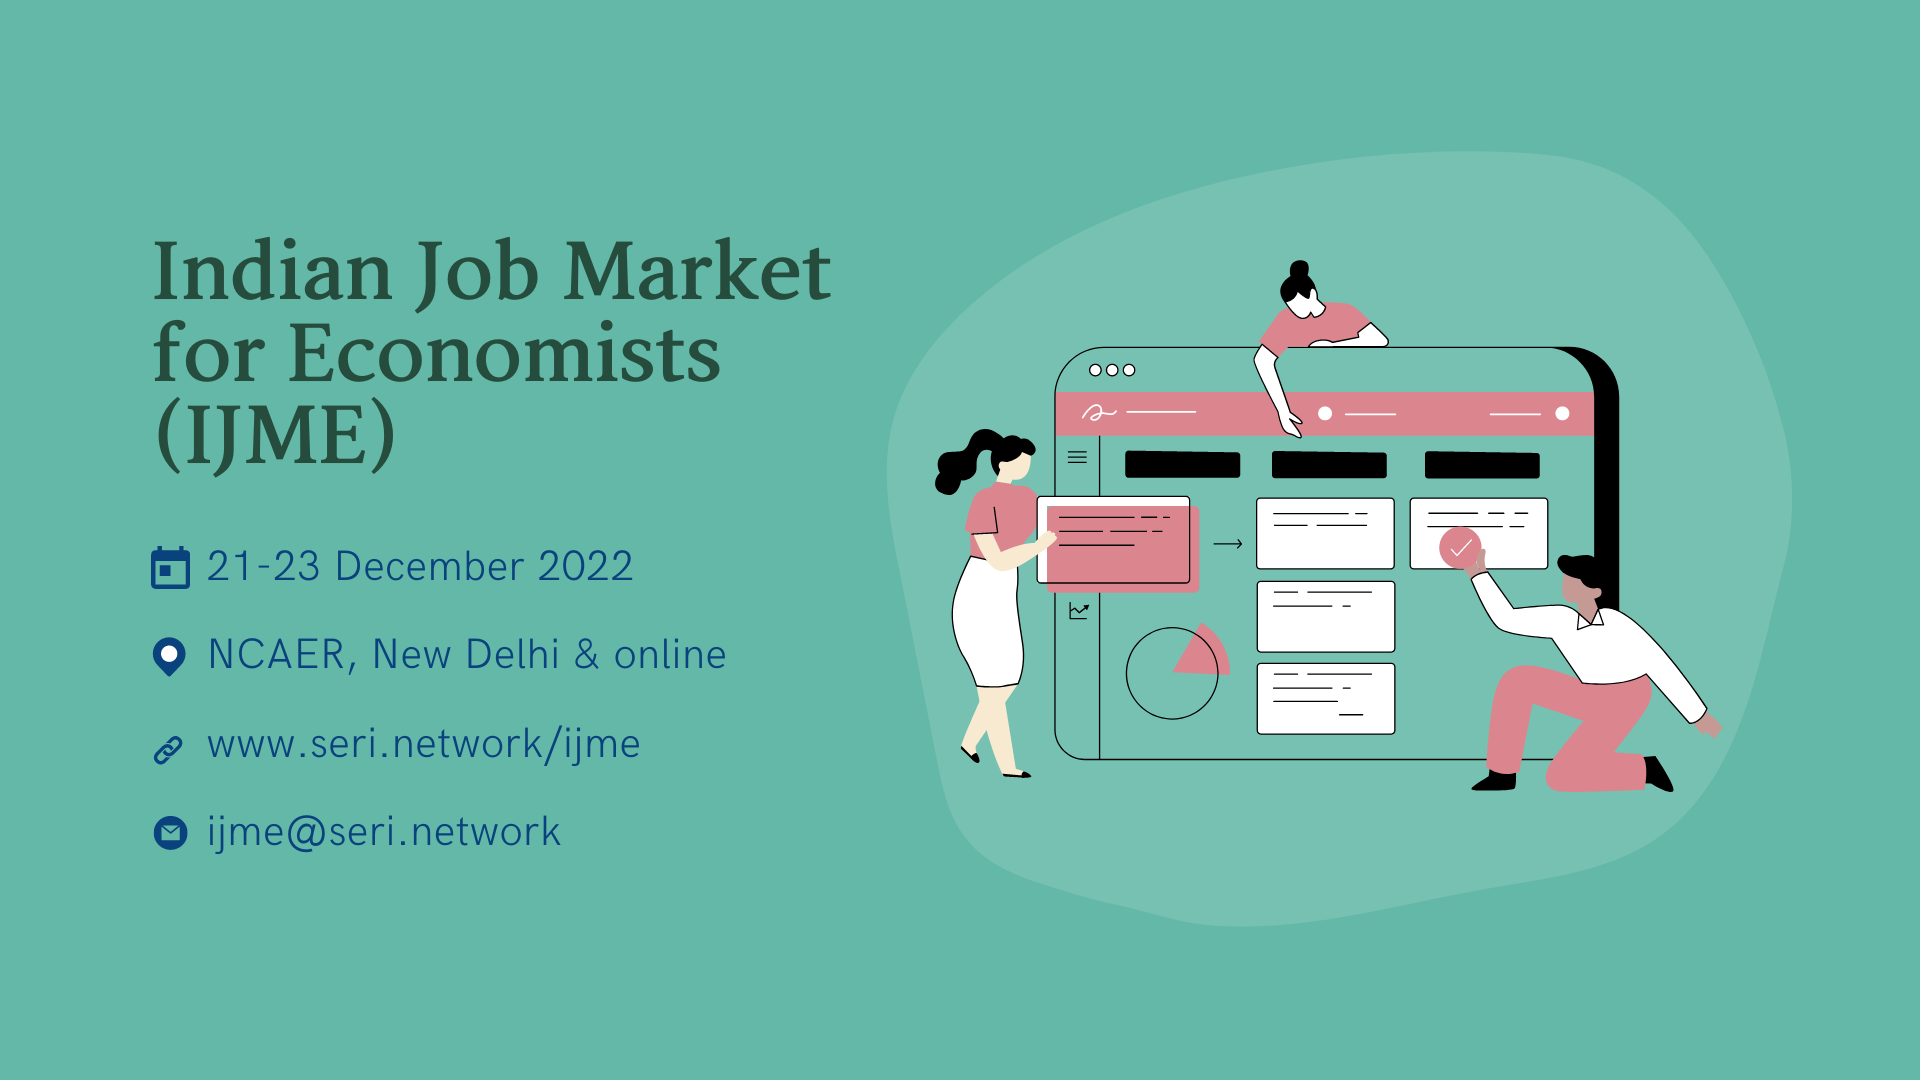 Indian Job Market
for Economists
(IJME)
21-23 December 2022
NCAER, New Delhi & online
www.seri.network/ijme
ijme@seri.network